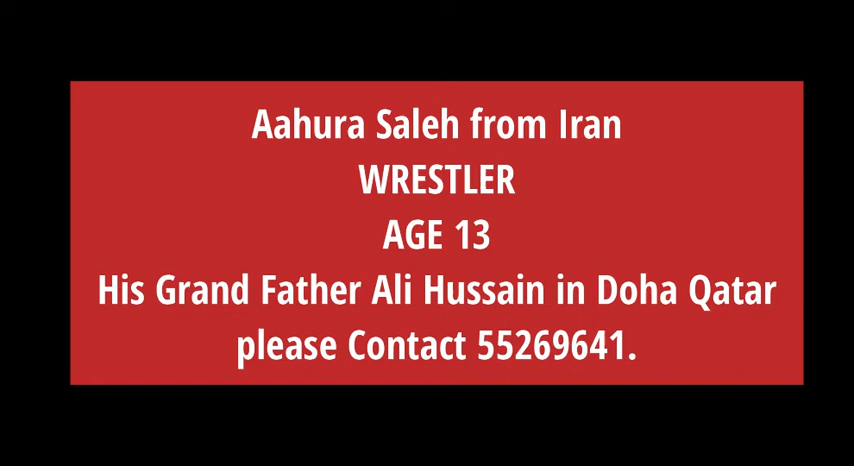 Aahura Saleh from Iran
WRESTLER
AGE 13
His Grand Father Ali Hussain in Doha Qatar
please Contact 55269641.